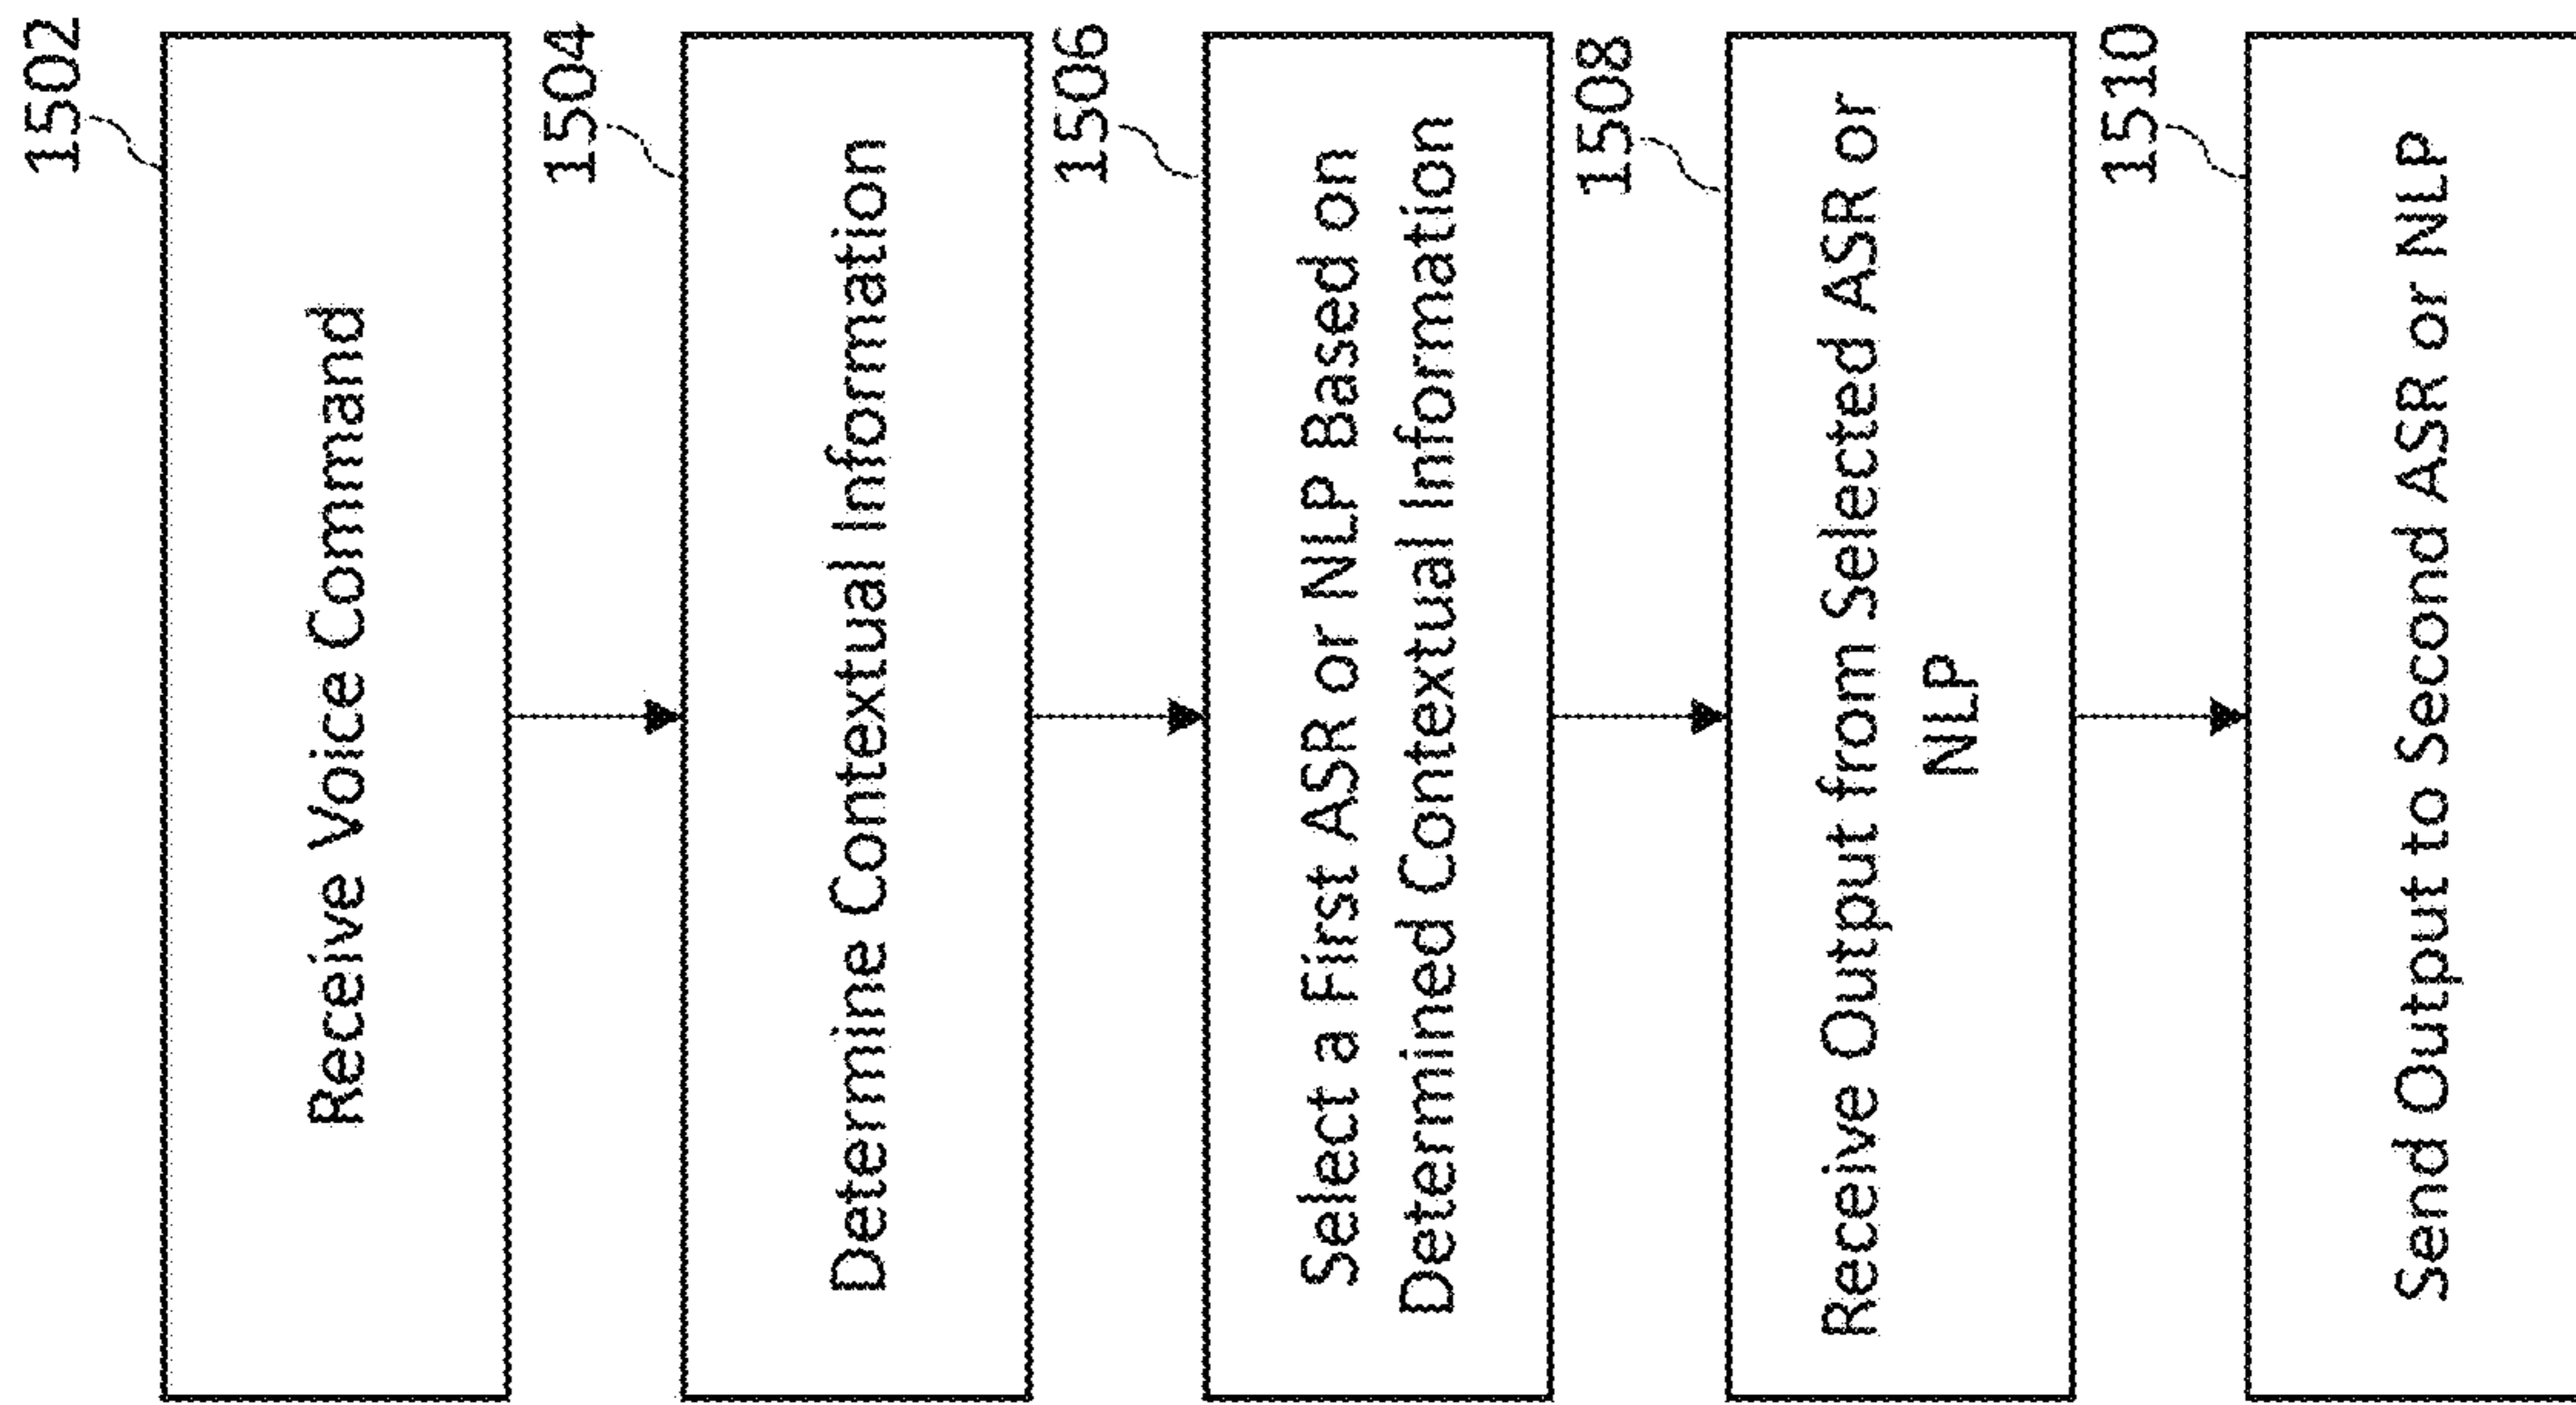 1502
Receive Voice Command
1504
Determine Contextual Information
1506
Select a First ASR or NLP Based on
Determined Contextual Information
1508
Receive Output from Selected ASR or
NLP
1510
Send Output to Second ASR or NLP